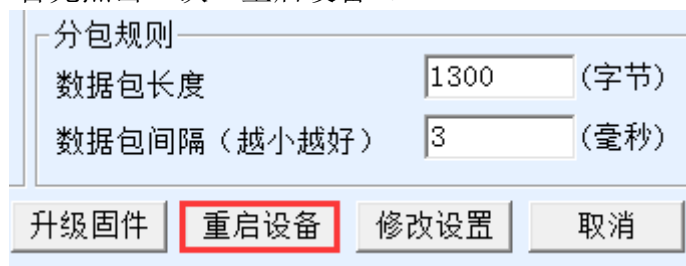 分包规则
数据包长度 1300 (字节)
数据包间隔（越小越好） 3 (毫秒)
升级固件 重启设备 修改设置 取消